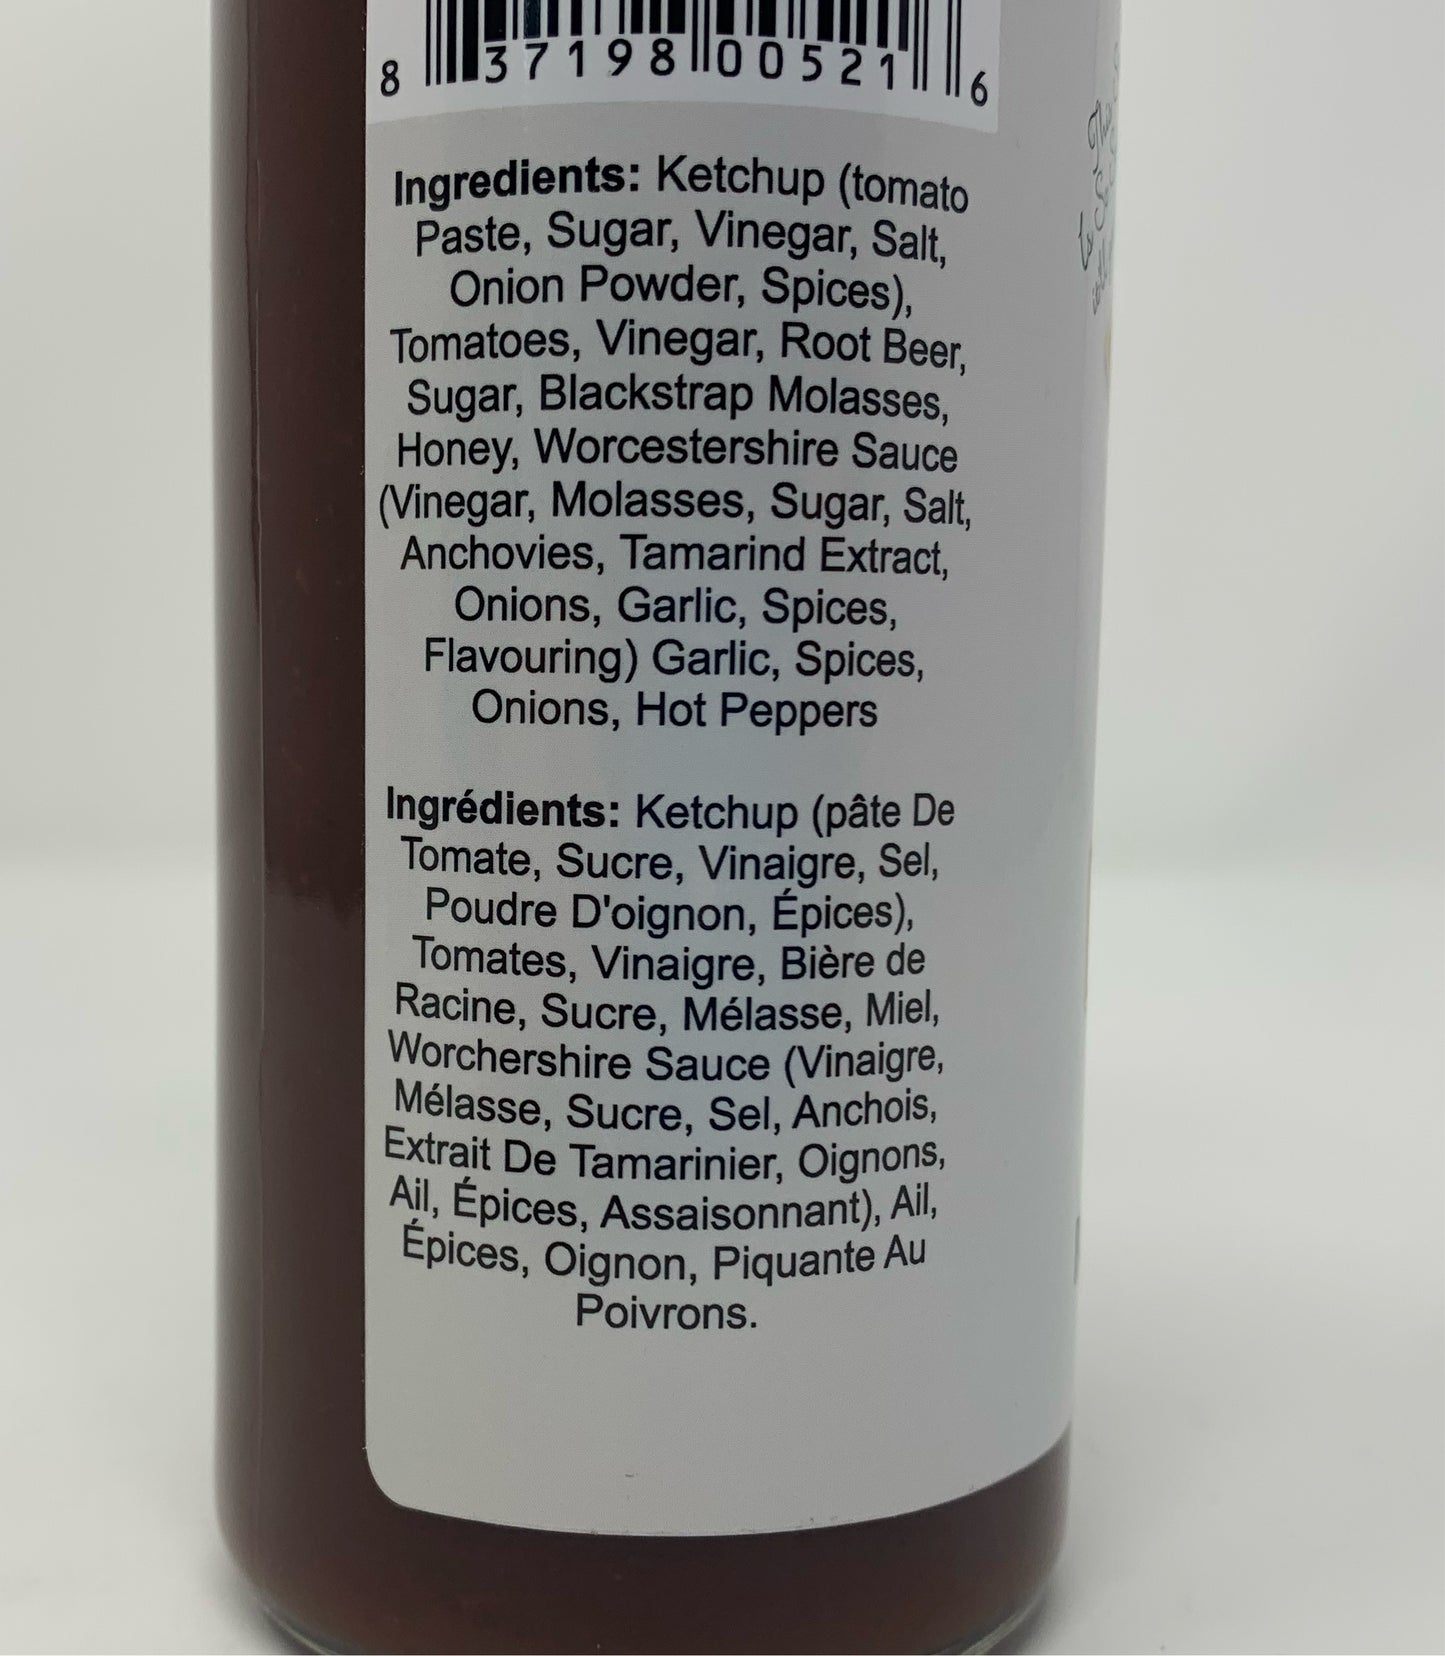 8 37198 00521 6
Ingredients: Ketchup (tomato
Paste, Sugar, Vinegar, Salt,
Onion Powder, Spices),
Tomatoes, Vinegar, Root Beer,
Sugar, Blackstrap Molasses,
Honey, Worcestershire Sauce
(Vinegar, Molasses, Sugar, Salt,
Anchovies, Tamarind Extract,
Onions, Garlic, Spices,
Flavouring) Garlic, Spices,
Onions, Hot Peppers
Ingrédients: Ketchup (pâte De
Tomate, Sucre, Vinaigre, Sel,
Poudre D'oignon, Épices),
Tomates, Vinaigre, Bière de
Racine, Sucre, Mélasse, Miel,
Worchershire Sauce (Vinaigre,
Mélasse, Sucre, Sel, Anchois,
Extrait De Tamarinier, Oignons,
Ail, Épices, Assaisonnant), Ail,
Épices, Oignon, Piquante Au
Poivrons.